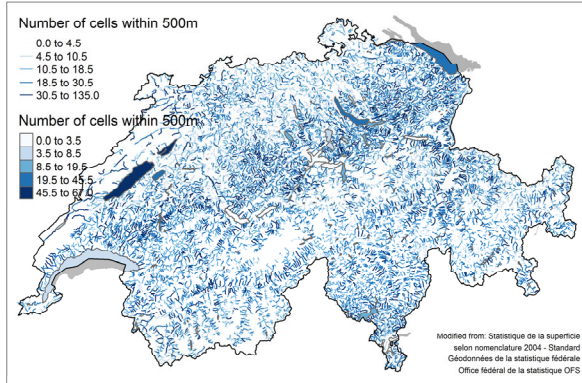 Number of cells within 500m
0.0 to 4.5
4.5 to 10.5
10.5 to 18.5
18.5 to 30.5
30.5 to 135.0
Number of cells within 500m
0.0 to 3.5
3.5 to 8.5
8.5 to 19.5
19.5 to 45.5
45.5 to 67.0
Modified from: Statistique de la superficie
selon nomenclature 2004 - Standard
Géodonnées de la statistique fédérale
Office fédéral de la statistique OFS